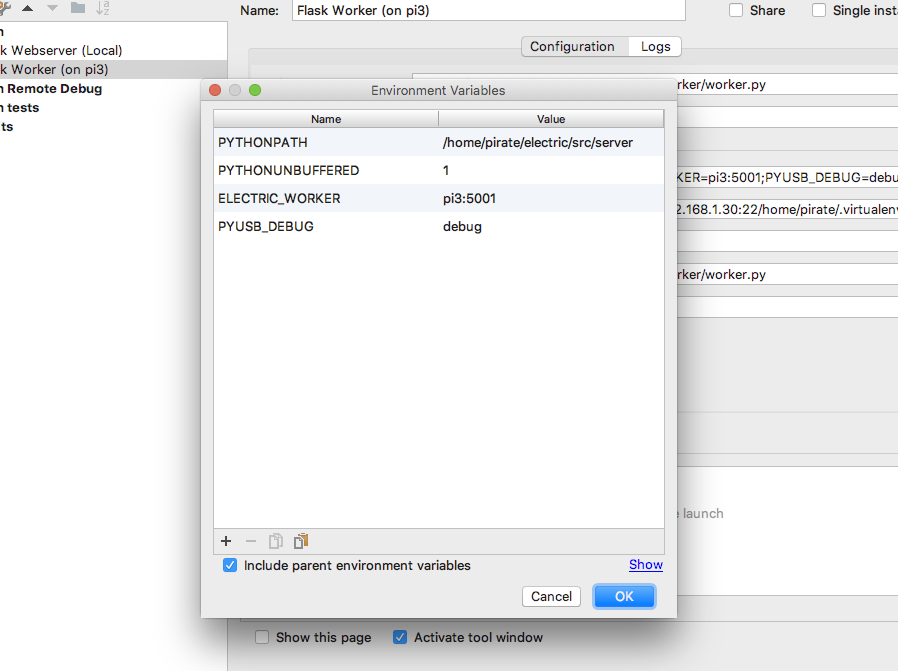 Name: Flask Worker (on pi3) Share Single inst
Configuration Logs
k Webserver (Local)
k Worker (on pi3)
n Remote Debug
n tests
ts
rker/worker.py
KER=pi3:5001;PYUSB_DEBUG=debu
2.168.1.30:22/home/pirate/.virtualenv
rker/worker.py
e launch
Environment Variables
Name Value
PYTHONPATH /home/pirate/electric/src/server
PYTHONUNBUFFERED 1
ELECTRIC_WORKER pi3:5001
PYUSB_DEBUG debug
Include parent environment variables Show
Cancel OK
Show this page Activate tool window